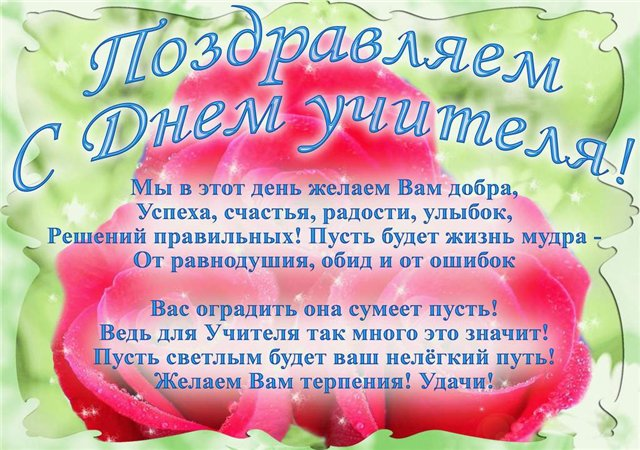 Поздравляем
С Днем учителя!
Мы в этот день желаем Вам добра,
Успеха, счастья, радости, улыбок,
Решений правильных! Пусть будет жизнь мудра -
От равнодушия, обид и от ошибок
Вас оградить она сумеет пусть!
Ведь для Учителя так много это значит!
Пусть светлым будет ваш нелёгкий путь!
Желаем Вам терпения! Удачи!